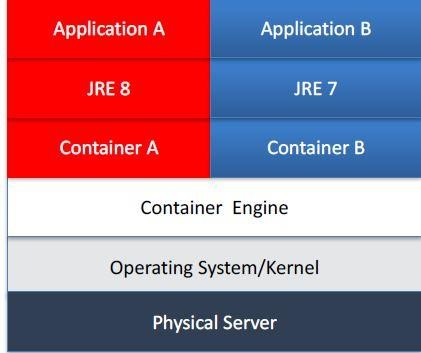 Application A
Application B
JRE 8
JRE 7
Container A
Container B
Container Engine
Operating System/Kernel
Physical Server